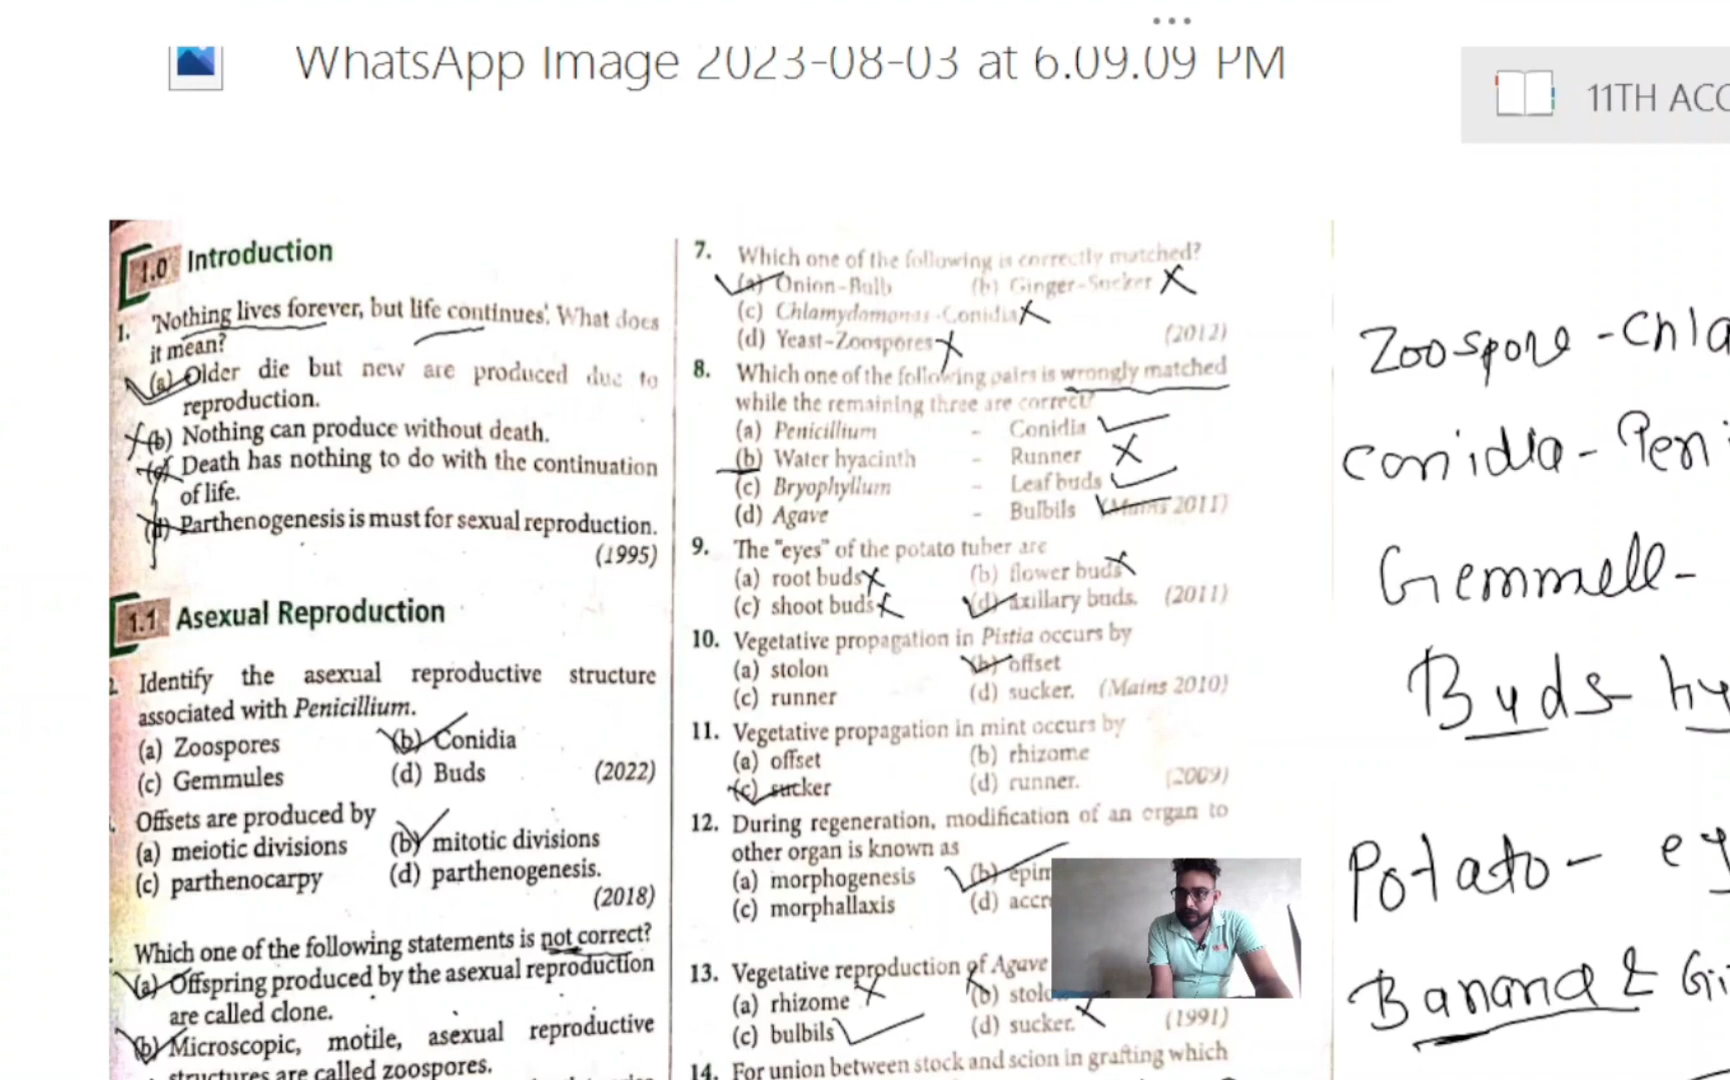 WhatsApp Image 2023-08-03 at 6.09.09 PM
11TH ACC
1.0 Introduction
1. 'Nothing lives forever, but life continues'. What does
it mean?
(a) Older die but new are produced due to
reproduction.
(b) Nothing can produce without death.
(c) Death has nothing to do with the continuation
of life.
(d) Parthenogenesis is must for sexual reproduction.
(1995)
1.1 Asexual Reproduction
Identify the asexual reproductive structure
associated with Penicillium.
(a) Zoospores (b) Conidia
(c) Gemmules (d) Buds (2022)
Offsets are produced by
(a) meiotic divisions (b) mitotic divisions
(c) parthenocarpy (d) parthenogenesis.
(2018)
Which one of the following statements is not correct?
(a) Offspring produced by the asexual reproduction
are called clone.
(b) Microscopic, motile, asexual reproductive
structures are called zoospores.
7. Which one of the following is correctly matched?
(a) Onion-Bulb (b) Ginger-Sucker
(c) Chlamydomonas-Conidia
(d) Yeast-Zoospores (2012)
8. Which one of the following pairs is wrongly matched
while the remaining three are correct?
(a) Penicillium - Conidia
(b) Water hyacinth - Runner
(c) Bryophyllum - Leaf buds
(d) Agave - Bulbils (Mains 2011)
9. The "eyes" of the potato tuber are
(a) root buds (b) flower buds
(c) shoot buds (d) axillary buds. (2011)
10. Vegetative propagation in Pistia occurs by
(a) stolon (b) offset
(c) runner (d) sucker. (Mains 2010)
11. Vegetative propagation in mint occurs by
(a) offset (b) rhizome
(c) sucker (d) runner. (2009)
12. During regeneration, modification of an organ to
other organ is known as
(a) morphogenesis (b) epim
(c) morphallaxis (d) accr
13. Vegetative reproduction of Agave
(a) rhizome (b) stolo
(c) bulbils (d) sucker. (1991)
14. For union between stock and scion in grafting which
Zoospore - Chla
Conidia - Peni
Gemmell -
Buds hy
Potato - ey
Banana & Gi